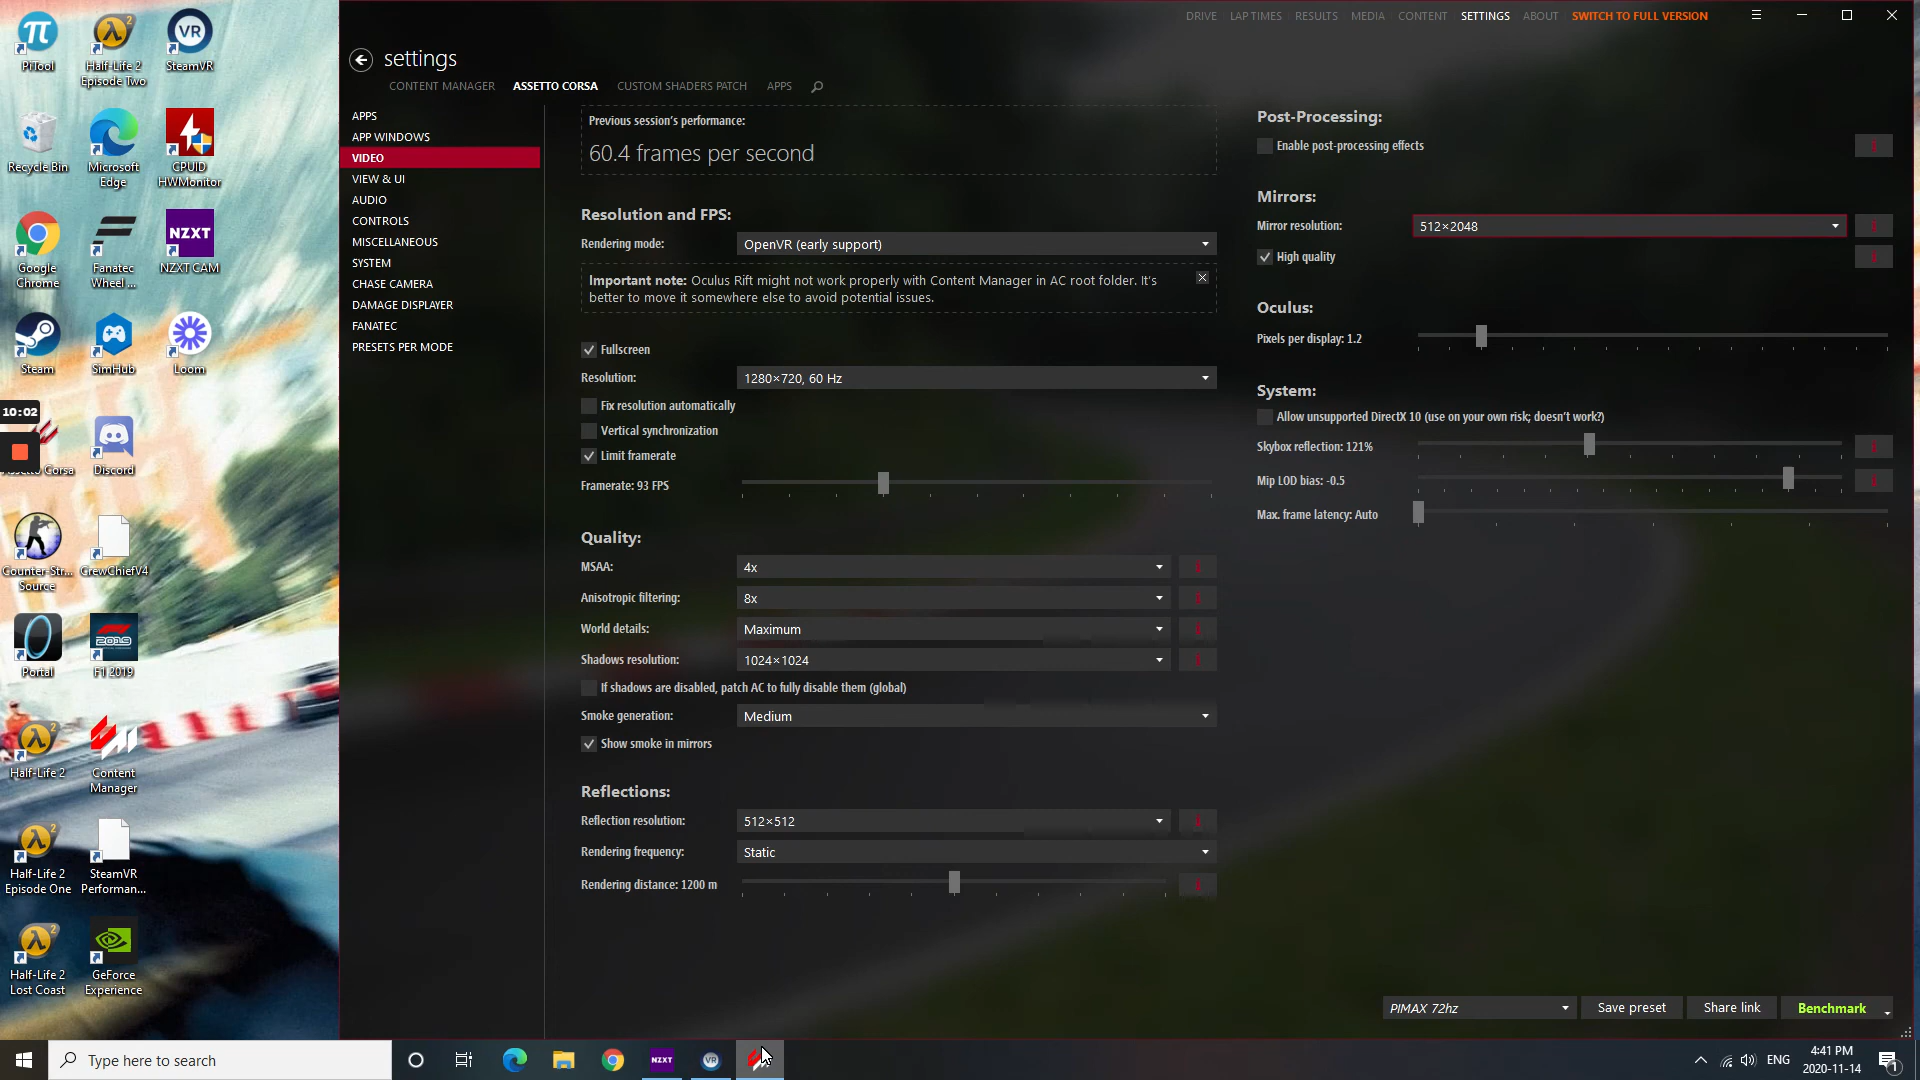 PiTool
Half-Life 2
Episode Two
SteamVR
Recycle Bin
Microsoft
Edge
CPUID
HWMonitor
Google
Chrome
Fanatec
Wheel ...
NZXT
NZXT CAM
Steam
SimHub
Loom
10:02
Assetto Corsa
Discord
Counter-Str...
Source
CrewChiefV4
Portal
2019
F1 2019
Half-Life 2
Content
Manager
Half-Life 2
Episode One
SteamVR
Performan...
Half-Life 2
Lost Coast
GeForce
Experience
DRIVE LAP TIMES RESULTS MEDIA CONTENT SETTINGS ABOUT SWITCH TO FULL VERSION
settings
CONTENT MANAGER ASSETTO CORSA CUSTOM SHADERS PATCH APPS
APPS
APP WINDOWS
VIDEO
VIEW & UI
AUDIO
CONTROLS
MISCELLANEOUS
SYSTEM
CHASE CAMERA
DAMAGE DISPLAYER
FANATEC
PRESETS PER MODE
Previous session's performance:
60.4 frames per second
Resolution and FPS:
Rendering mode: OpenVR (early support)
Important note: Oculus Rift might not work properly with Content Manager in AC root folder. It's
better to move it somewhere else to avoid potential issues.
Fullscreen
Resolution: 1280×720, 60 Hz
Fix resolution automatically
Vertical synchronization
Limit framerate
Framerate: 93 FPS
Quality:
MSAA: 4x
Anisotropic filtering: 8x
World details: Maximum
Shadows resolution: 1024×1024
If shadows are disabled, patch AC to fully disable them (global)
Smoke generation: Medium
Show smoke in mirrors
Reflections:
Reflection resolution: 512×512
Rendering frequency: Static
Rendering distance: 1200 m
Post-Processing:
Enable post-processing effects
Mirrors:
Mirror resolution: 512×2048
High quality
Oculus:
Pixels per display: 1.2
System:
Allow unsupported DirectX 10 (use on your own risk; doesn't work?)
Skybox reflection: 121%
Mip LOD bias: -0.5
Max. frame latency: Auto
PIMAX 72hz Save preset Share link Benchmark
Type here to search
NZXT
VR
ENG
4:41 PM
2020-11-14
1